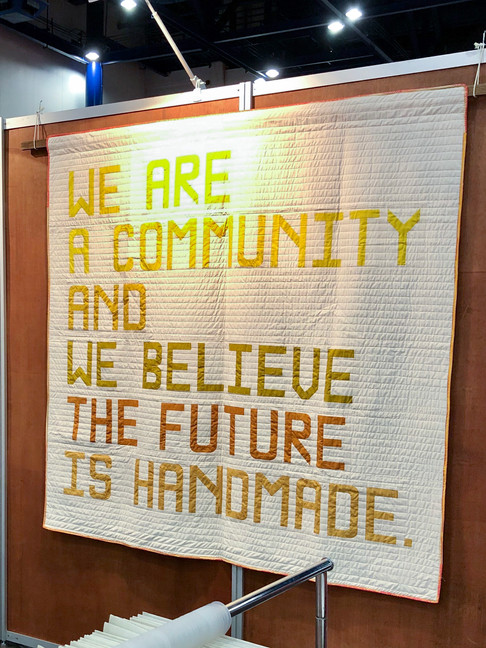 WE ARE
A COMMUNITY
AND
WE BELIEVE
THE FUTURE
IS HANDMADE.